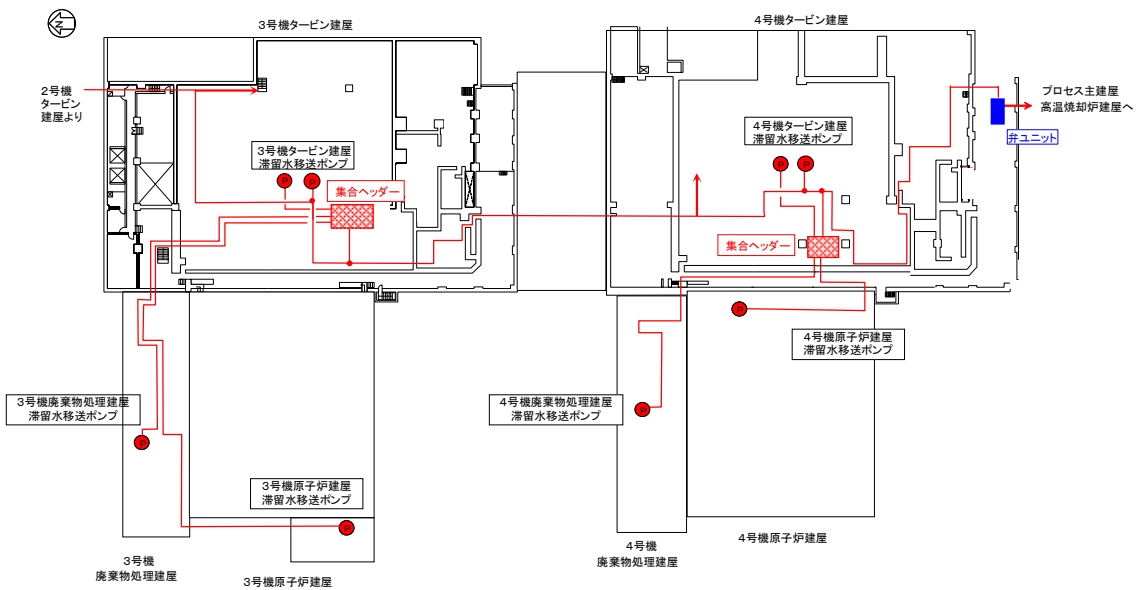 N
3号機タービン建屋
4号機タービン建屋
2号機
タービン
建屋より
プロセス主建屋
高温焼却炉建屋へ
弁ユニット
3号機タービン建屋
滞留水移送ポンプ
P
P
集合ヘッダー
4号機タービン建屋
滞留水移送ポンプ
P
P
集合ヘッダー
P
4号機原子炉建屋
滞留水移送ポンプ
3号機廃棄物処理建屋
滞留水移送ポンプ
P
4号機廃棄物処理建屋
滞留水移送ポンプ
P
3号機原子炉建屋
滞留水移送ポンプ
P
3号機
廃棄物処理建屋
3号機原子炉建屋
4号機
廃棄物処理建屋
4号機原子炉建屋